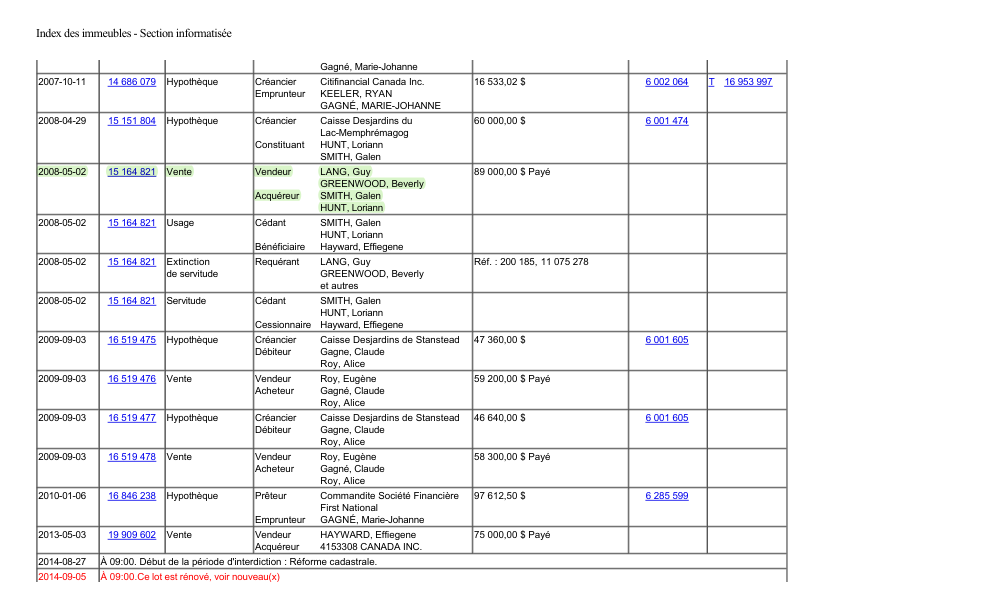 Index des immeubles - Section informatisée
Gagné, Marie-Johanne
2007-10-11 14 686 079 Hypothèque Créancier Citifinancial Canada Inc. 16 533,02 $ 6 002 064 T 16 953 997
Emprunteur KEELER, RYAN
GAGNÉ, MARIE-JOHANNE
2008-04-29 15 151 804 Hypothèque Créancier Caisse Desjardins du 60 000,00 $ 6 001 474
Lac-Memphrémagog
Constituant HUNT, Loriann
SMITH, Galen
2008-05-02 15 164 821 Vente Vendeur LANG, Guy 89 000,00 $ Payé
GREENWOOD, Beverly
Acquéreur SMITH, Galen
HUNT, Loriann
2008-05-02 15 164 821 Usage Cédant SMITH, Galen
HUNT, Loriann
Bénéficiaire Hayward, Effiegene
2008-05-02 15 164 821 Extinction Requérant LANG, Guy Réf. : 200 185, 11 075 278
de servitude GREENWOOD, Beverly
et autres
2008-05-02 15 164 821 Servitude Cédant SMITH, Galen
HUNT, Loriann
Cessionnaire Hayward, Effiegene
2009-09-03 16 519 475 Hypothèque Créancier Caisse Desjardins de Stanstead 47 360,00 $ 6 001 605
Débiteur Gagne, Claude
Roy, Alice
2009-09-03 16 519 476 Vente Vendeur Roy, Eugène 59 200,00 $ Payé
Acheteur Gagné, Claude
Roy, Alice
2009-09-03 16 519 477 Hypothèque Créancier Caisse Desjardins de Stanstead 46 640,00 $ 6 001 605
Débiteur Gagne, Claude
Roy, Alice
2009-09-03 16 519 478 Vente Vendeur Roy, Eugène 58 300,00 $ Payé
Acheteur Gagné, Claude
Roy, Alice
2010-01-06 16 846 238 Hypothèque Prêteur Commandite Société Financière 97 612,50 $ 6 285 599
First National
Emprunteur GAGNÉ, Marie-Johanne
2013-05-03 19 909 602 Vente Vendeur HAYWARD, Effiegene 75 000,00 $ Payé
Acquéreur 4153308 CANADA INC.
2014-08-27 À 09:00. Début de la période d'interdiction : Réforme cadastrale.
2014-09-05 À 09:00.Ce lot est rénové, voir nouveau(x)